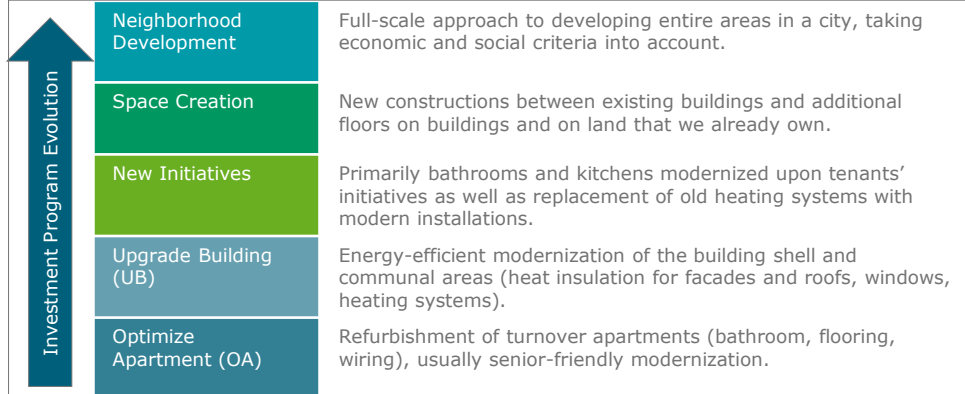 Investment Program Evolution
Neighborhood
Development
Full-scale approach to developing entire areas in a city, taking
economic and social criteria into account.
Space Creation
New constructions between existing buildings and additional
floors on buildings and on land that we already own.
New Initiatives
Primarily bathrooms and kitchens modernized upon tenants’
initiatives as well as replacement of old heating systems with
modern installations.
Upgrade Building
(UB)
Energy-efficient modernization of the building shell and
communal areas (heat insulation for facades and roofs, windows,
heating systems).
Optimize
Apartment (OA)
Refurbishment of turnover apartments (bathroom, flooring,
wiring), usually senior-friendly modernization.